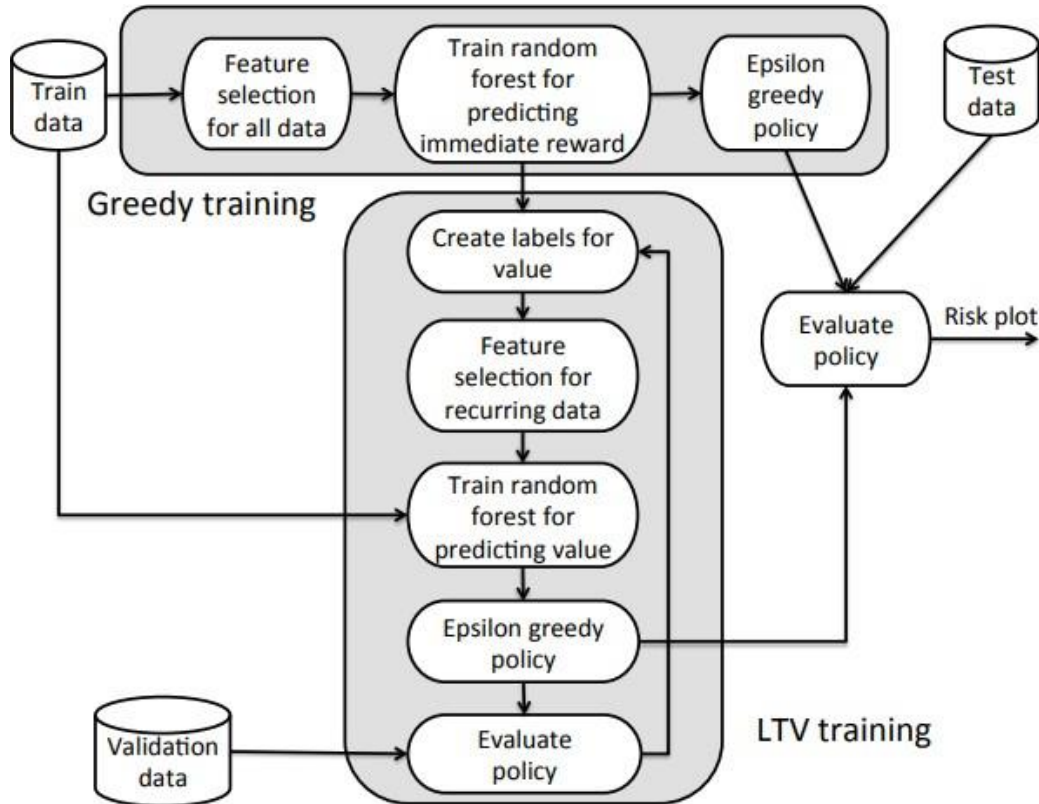 Train
data
Feature
selection
for all data
Train random
forest for
predicting
immediate reward
Epsilon
greedy
policy
Test
data
Greedy training
Create labels for
value
Feature
selection for
recurring data
Train random
forest for
predicting value
Epsilon greedy
policy
Evaluate
policy
Evaluate
policy
Risk plot
Validation
data
LTV training